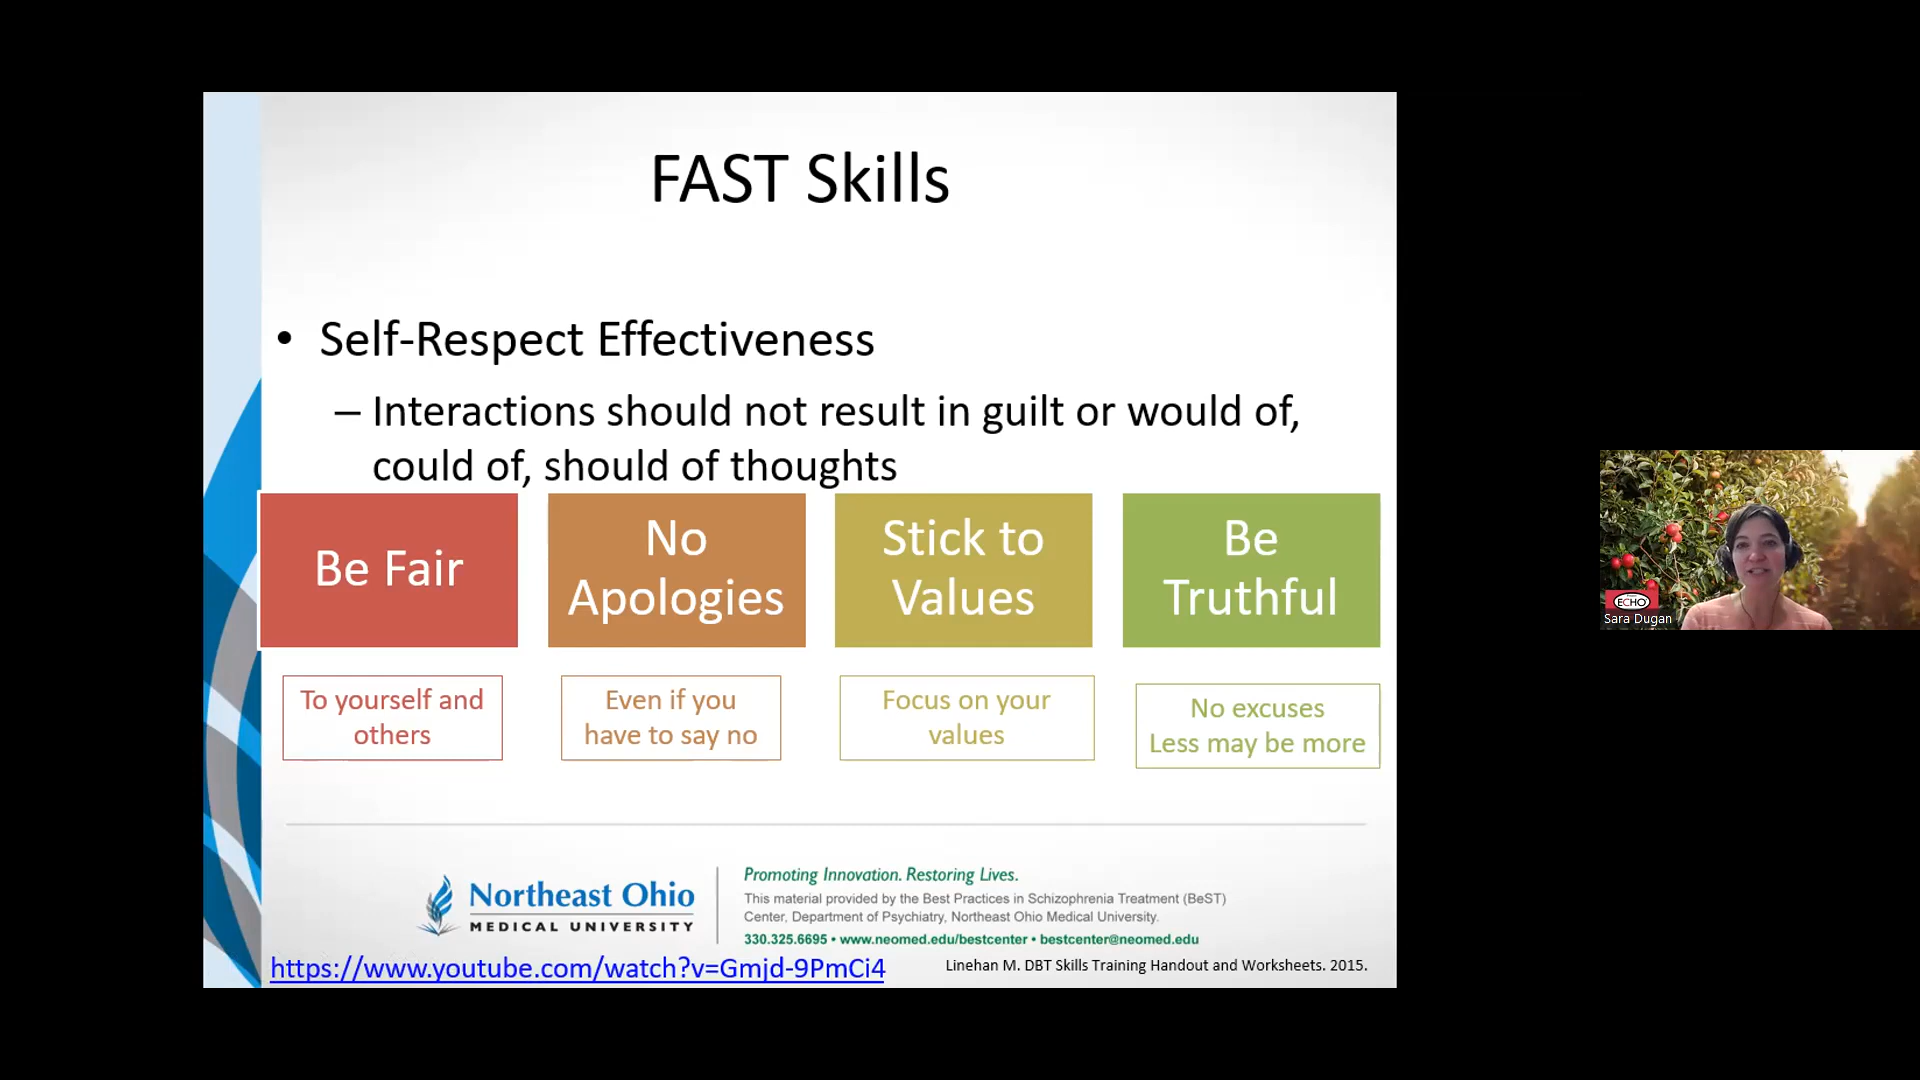 FAST Skills
• Self-Respect Effectiveness
– Interactions should not result in guilt or would of,
could of, should of thoughts
Be Fair
No
Apologies
Stick to
Values
Be
Truthful
To yourself and
others
Even if you
have to say no
Focus on your
values
No excuses
Less may be more
Northeast Ohio
MEDICAL UNIVERSITY
Promoting Innovation. Restoring Lives.
This material provided by the Best Practices in Schizophrenia Treatment (BeST)
Center, Department of Psychiatry, Northeast Ohio Medical University.
330.325.6695 • www.neomed.edu/bestcenter • bestcenter@neomed.edu
https://www.youtube.com/watch?v=Gmjd-9PmCi4
Linehan M. DBT Skills Training Handout and Worksheets. 2015.
ECHO
Sara Dugan